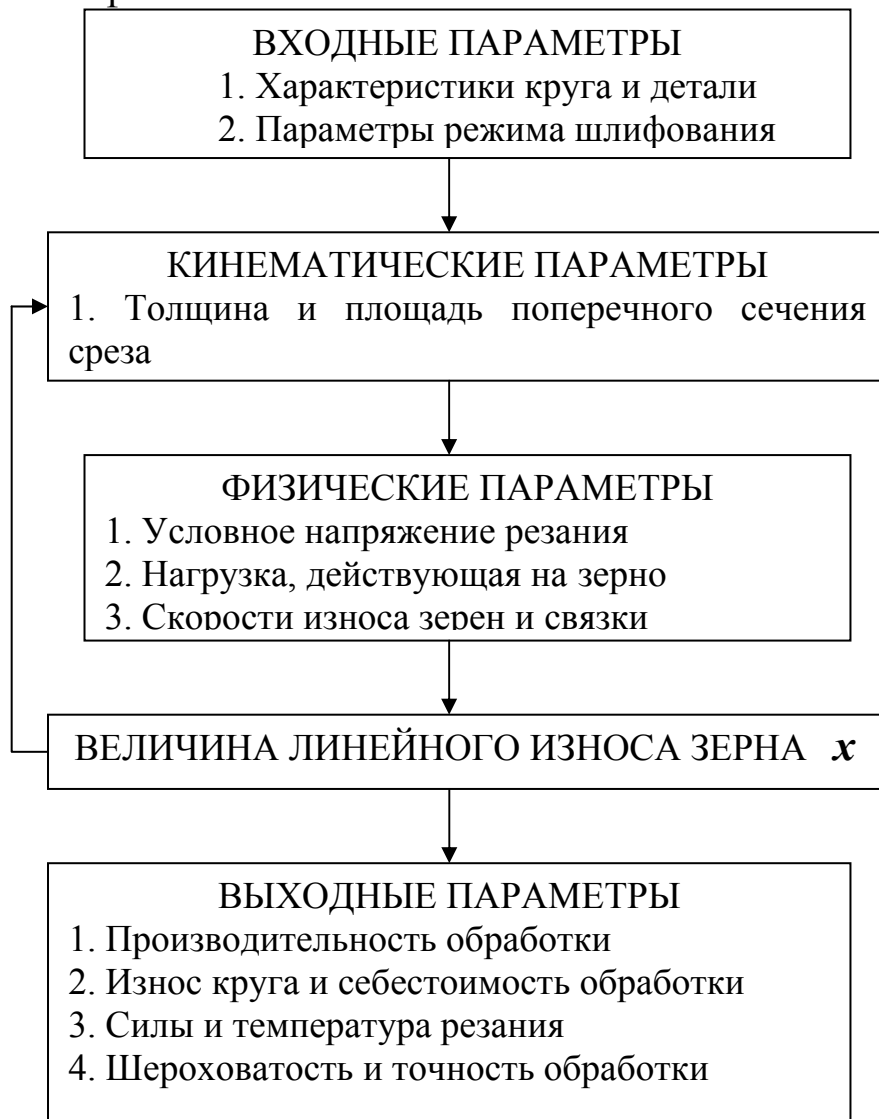 ВХОДНЫЕ ПАРАМЕТРЫ
1. Характеристики круга и детали
2. Параметры режима шлифования
КИНЕМАТИЧЕСКИЕ ПАРАМЕТРЫ
1. Толщина и площадь поперечного сечения
среза
ФИЗИЧЕСКИЕ ПАРАМЕТРЫ
1. Условное напряжение резания
2. Нагрузка, действующая на зерно
3. Скорости износа зерен и связки
ВЕЛИЧИНА ЛИНЕЙНОГО ИЗНОСА ЗЕРНА x
ВЫХОДНЫЕ ПАРАМЕТРЫ
1. Производительность обработки
2. Износ круга и себестоимость обработки
3. Силы и температура резания
4. Шероховатость и точность обработки